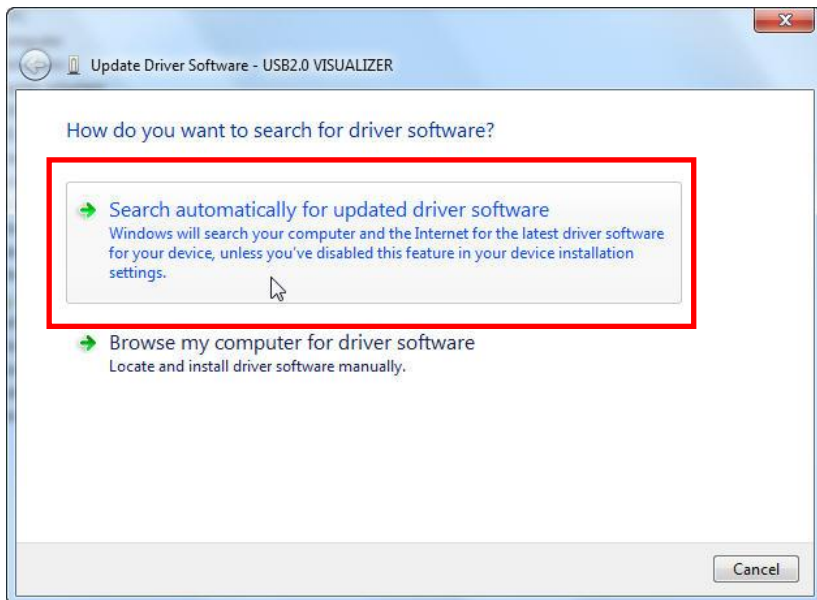 Update Driver Software - USB2.0 VISUALIZER
How do you want to search for driver software?
Search automatically for updated driver software
Windows will search your computer and the Internet for the latest driver software
for your device, unless you've disabled this feature in your device installation
settings.
Browse my computer for driver software
Locate and install driver software manually.
Cancel